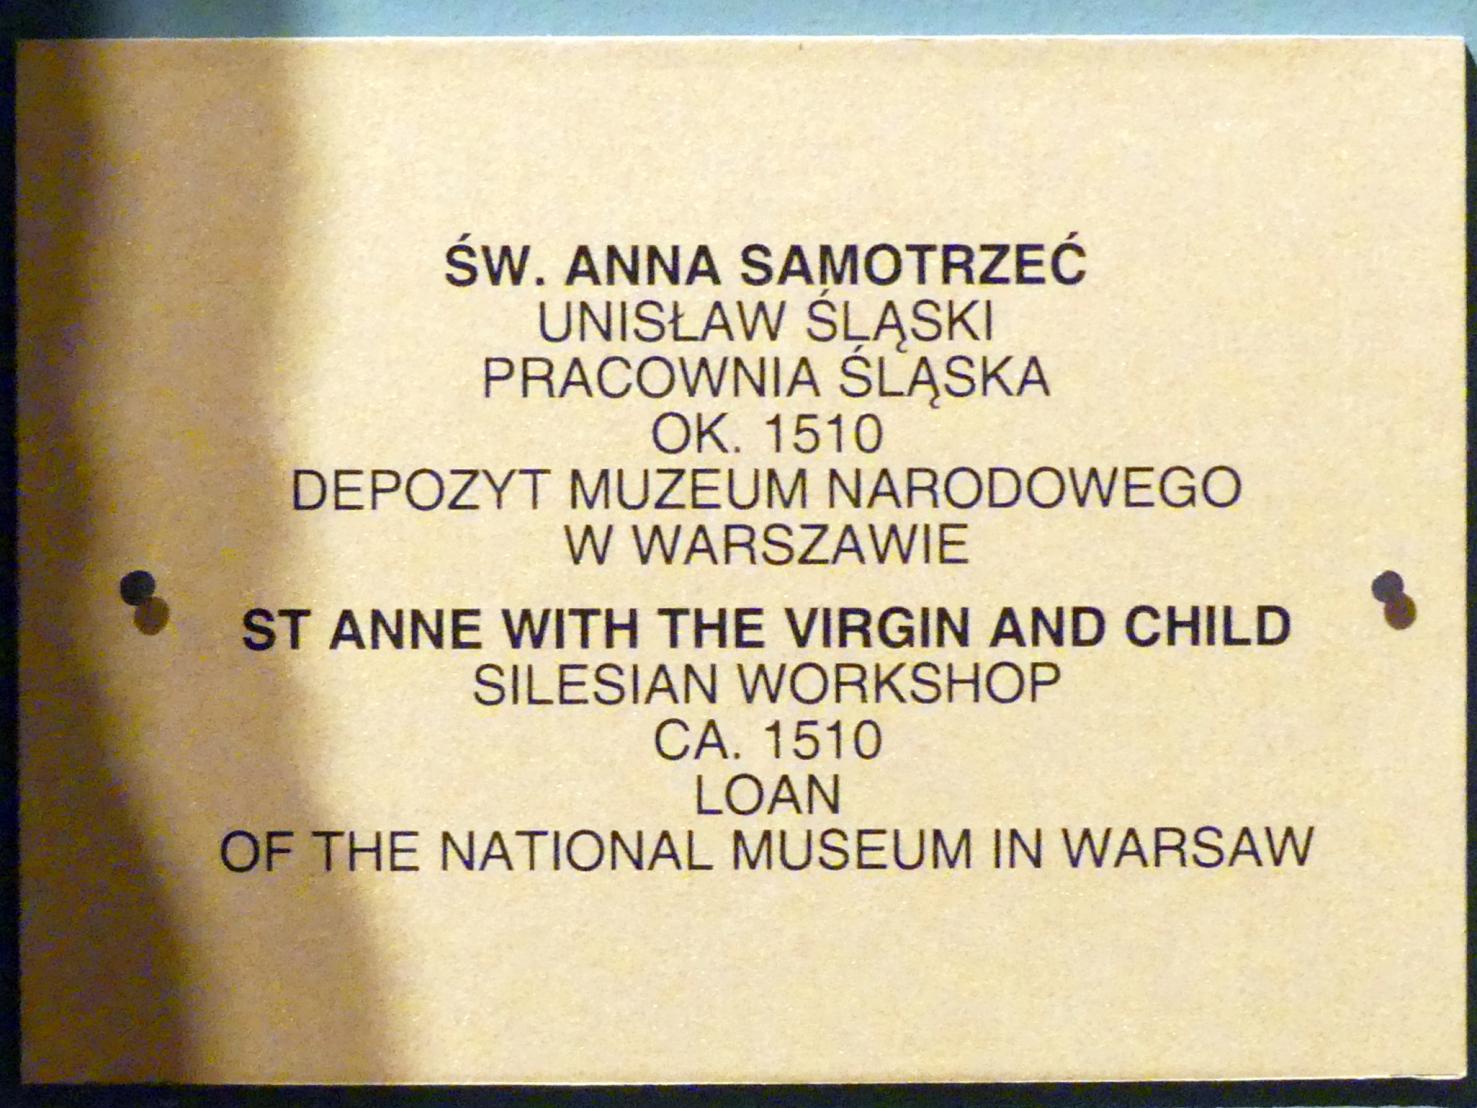 ŚW. ANNA SAMOTRZEĆ
UNISŁAW ŚLĄSKI
PRACOWNIA ŚLĄSKA
OK. 1510
DEPOZYT MUZEUM NARODOWEGO
W WARSZAWIE
ST ANNE WITH THE VIRGIN AND CHILD
SILESIAN WORKSHOP
CA. 1510
LOAN
OF THE NATIONAL MUSEUM IN WARSAW